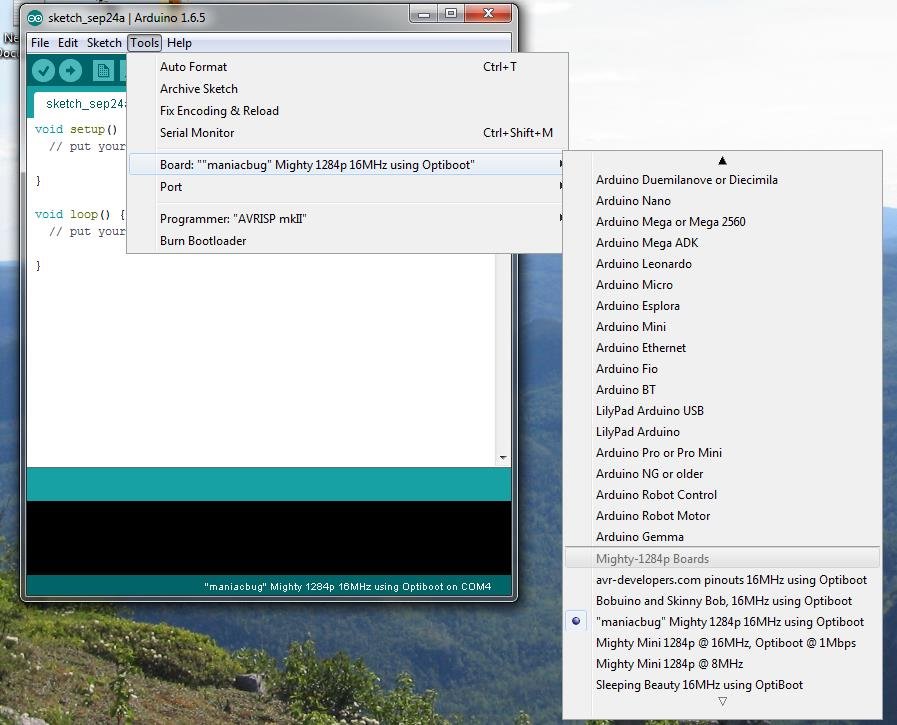 sketch_sep24a | Arduino 1.6.5
File Edit Sketch Tools Help
sketch_sep24a
void setup()
// put your
}
void loop() {
// put your
}
Auto Format Ctrl+T
Archive Sketch
Fix Encoding & Reload
Serial Monitor Ctrl+Shift+M
Board: ""maniacbug" Mighty 1284p 16MHz using Optiboot"
Port
Programmer: "AVRISP mkII"
Burn Bootloader
Arduino Duemilanove or Diecimila
Arduino Nano
Arduino Mega or Mega 2560
Arduino Mega ADK
Arduino Leonardo
Arduino Micro
Arduino Esplora
Arduino Mini
Arduino Ethernet
Arduino Fio
Arduino BT
LilyPad Arduino USB
LilyPad Arduino
Arduino Pro or Pro Mini
Arduino NG or older
Arduino Robot Control
Arduino Robot Motor
Arduino Gemma
Mighty-1284p Boards
avr-developers.com pinouts 16MHz using Optiboot
Bobuino and Skinny Bob, 16MHz using Optiboot
"maniacbug" Mighty 1284p 16MHz using Optiboot
Mighty Mini 1284p @ 16MHz, Optiboot @ 1Mbps
Mighty Mini 1284p @ 8MHz
Sleeping Beauty 16MHz using OptiBoot
"maniacbug" Mighty 1284p 16MHz using Optiboot on COM4